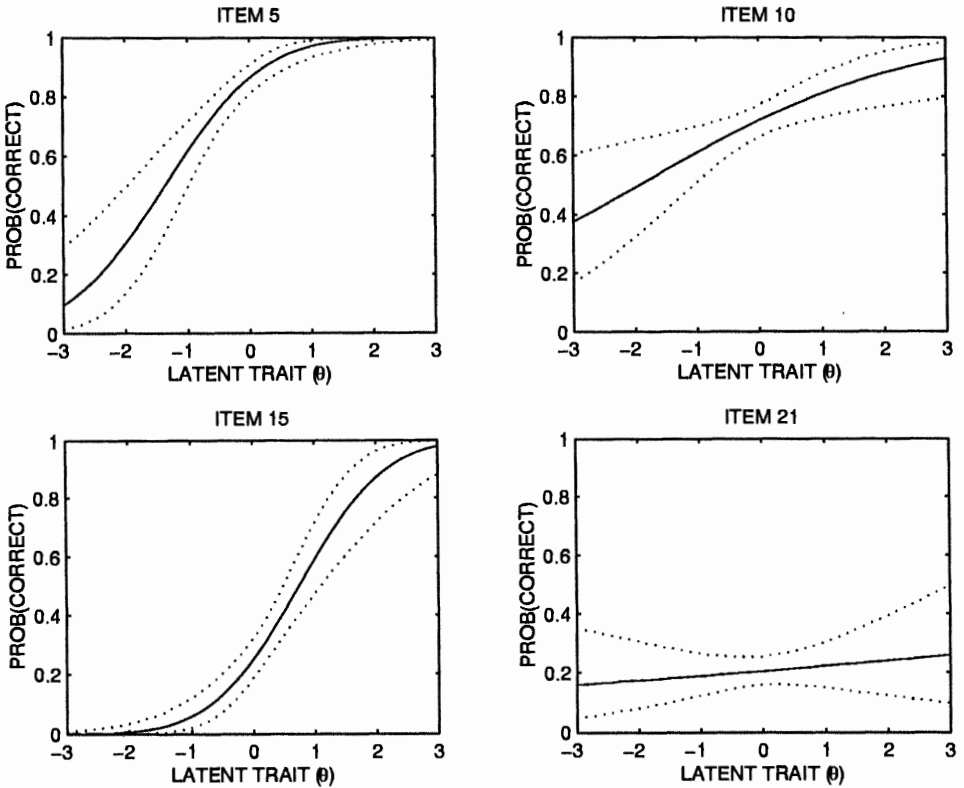 ITEM 5
PROB(CORRECT)
1
0.8
0.6
0.4
0.2
0
−3 −2 −1 0 1 2 3
LATENT TRAIT (θ)
ITEM 10
PROB(CORRECT)
1
0.8
0.6
0.4
0.2
0
−3 −2 −1 0 1 2 3
LATENT TRAIT (θ)
ITEM 15
PROB(CORRECT)
1
0.8
0.6
0.4
0.2
0
−3 −2 −1 0 1 2 3
LATENT TRAIT (θ)
ITEM 21
PROB(CORRECT)
1
0.8
0.6
0.4
0.2
0
−3 −2 −1 0 1 2 3
LATENT TRAIT (θ)